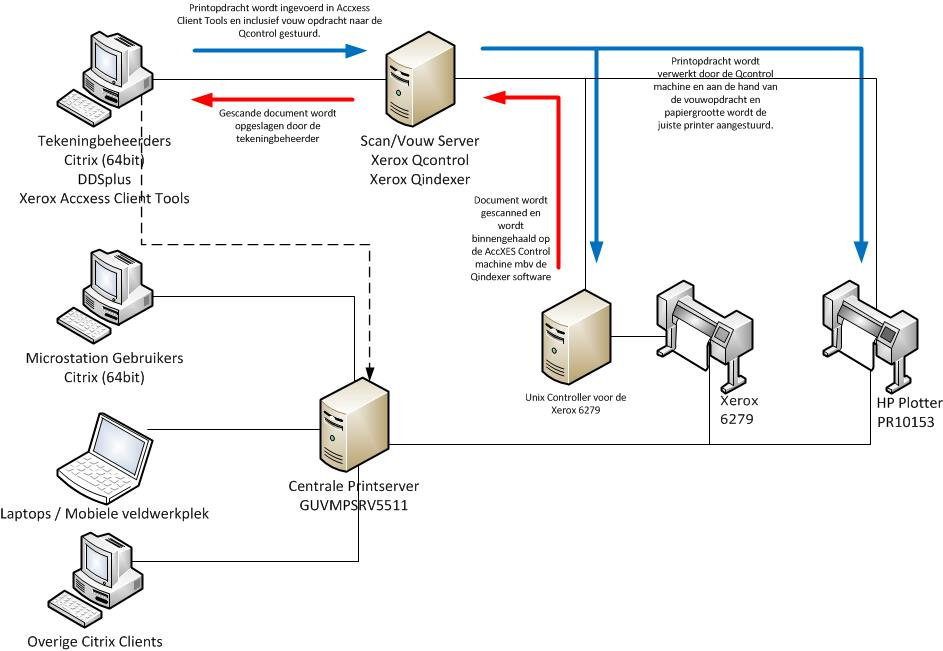 Printopdracht wordt ingevoerd in Accxess
Client Tools en inclusief vouw opdracht naar de
Qcontrol gestuurd.
Gescande document wordt
opgeslagen door de
tekeningbeheerder
Tekeningbeheerders
Citrix (64bit)
DDSplus
Xerox Accxess Client Tools
Scan/Vouw Server
Xerox Qcontrol
Xerox Qindexer
Printopdracht wordt
verwerkt door de Qcontrol
machine en aan de hand van
de vouwopdracht en
papiergrootte wordt de
juiste printer aangestuurd.
Document wordt
gescanned en
wordt
binnengehaald op
de AccXES Control
machine mbv de
Qindexer software
Microstation Gebruikers
Citrix (64bit)
Unix Controller voor de
Xerox 6279
Xerox
6279
HP Plotter
PR10153
Centrale Printserver
GUVMPSRV5511
Laptops / Mobiele veldwerkplek
Overige Citrix Clients